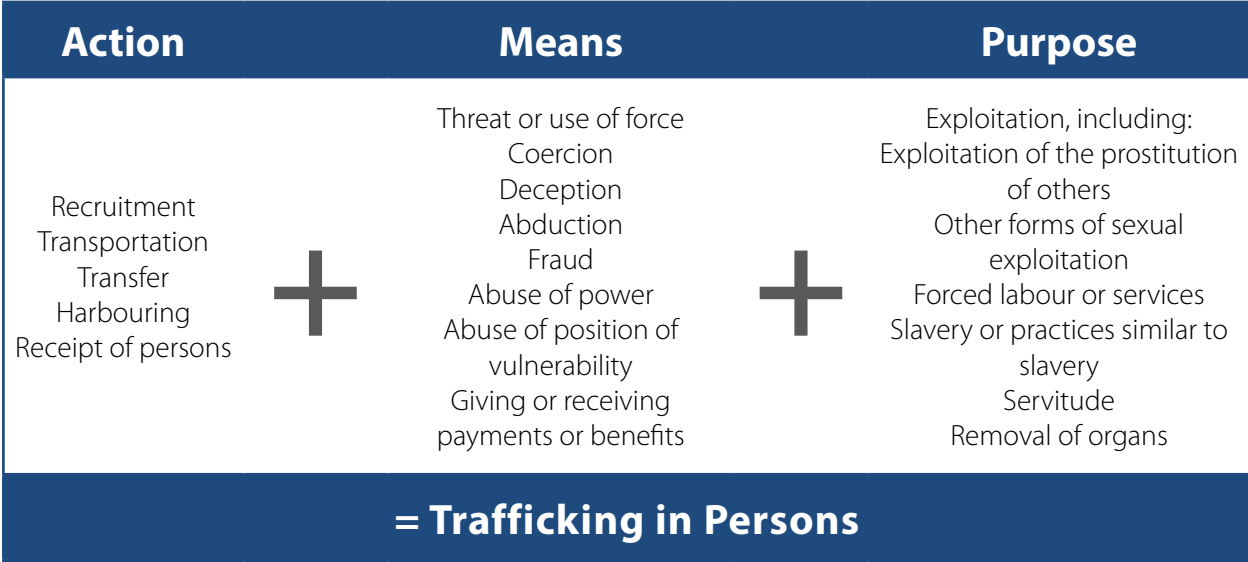 Action
Means
Purpose
Recruitment
Transportation
Transfer
Harbouring
Receipt of persons
Threat or use of force
Coercion
Deception
Abduction
Fraud
Abuse of power
Abuse of position of
vulnerability
Giving or receiving
payments or benefits
Exploitation, including:
Exploitation of the prostitution
of others
Other forms of sexual
exploitation
Forced labour or services
Slavery or practices similar to
slavery
Servitude
Removal of organs
= Trafficking in Persons